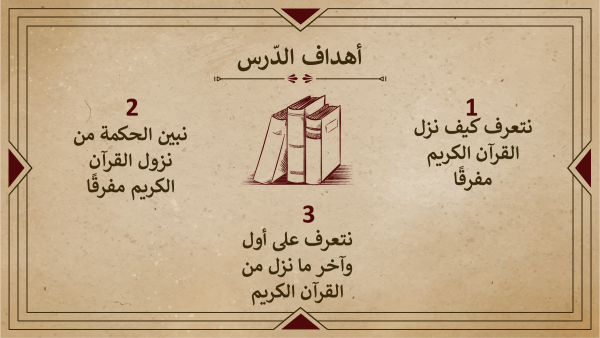 أهداف الدّرس
1
نتعرف كيف نزل
القرآن الكريم
مفرقًا
2
نبين الحكمة من
نزول القرآن
الكريم مفرقًا
3
نتعرف على أول
وآخر ما نزل من
القرآن الكريم